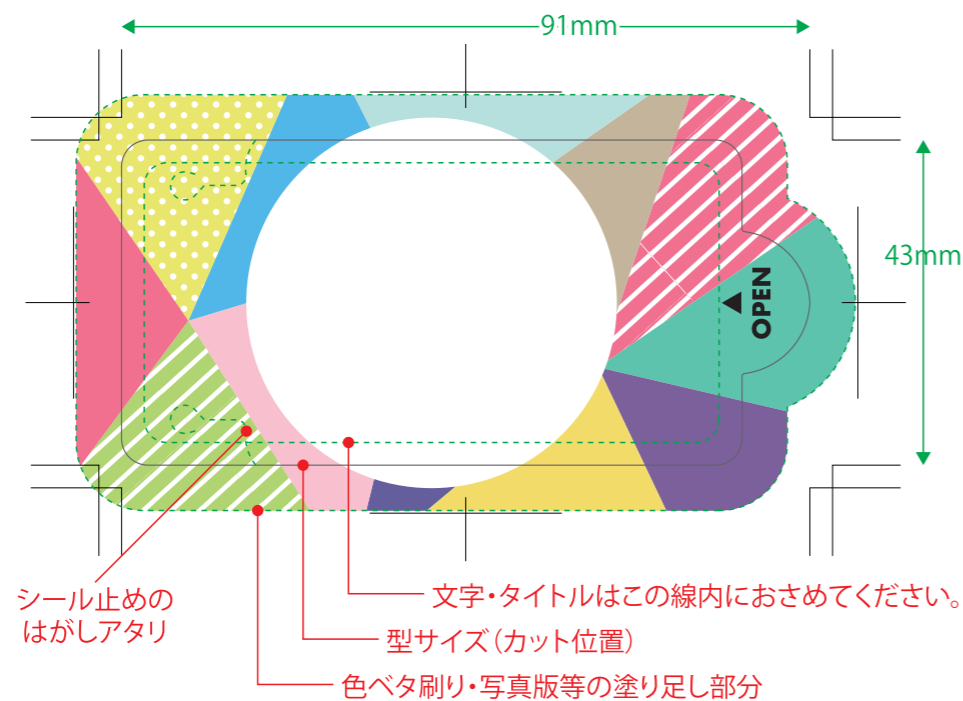 91mm
43mm
OPEN
シール止めの
はがしアタリ
文字・タイトルはこの線内におさめてください。
型サイズ（カット位置）
色ベタ刷り・写真版等の塗り足し部分